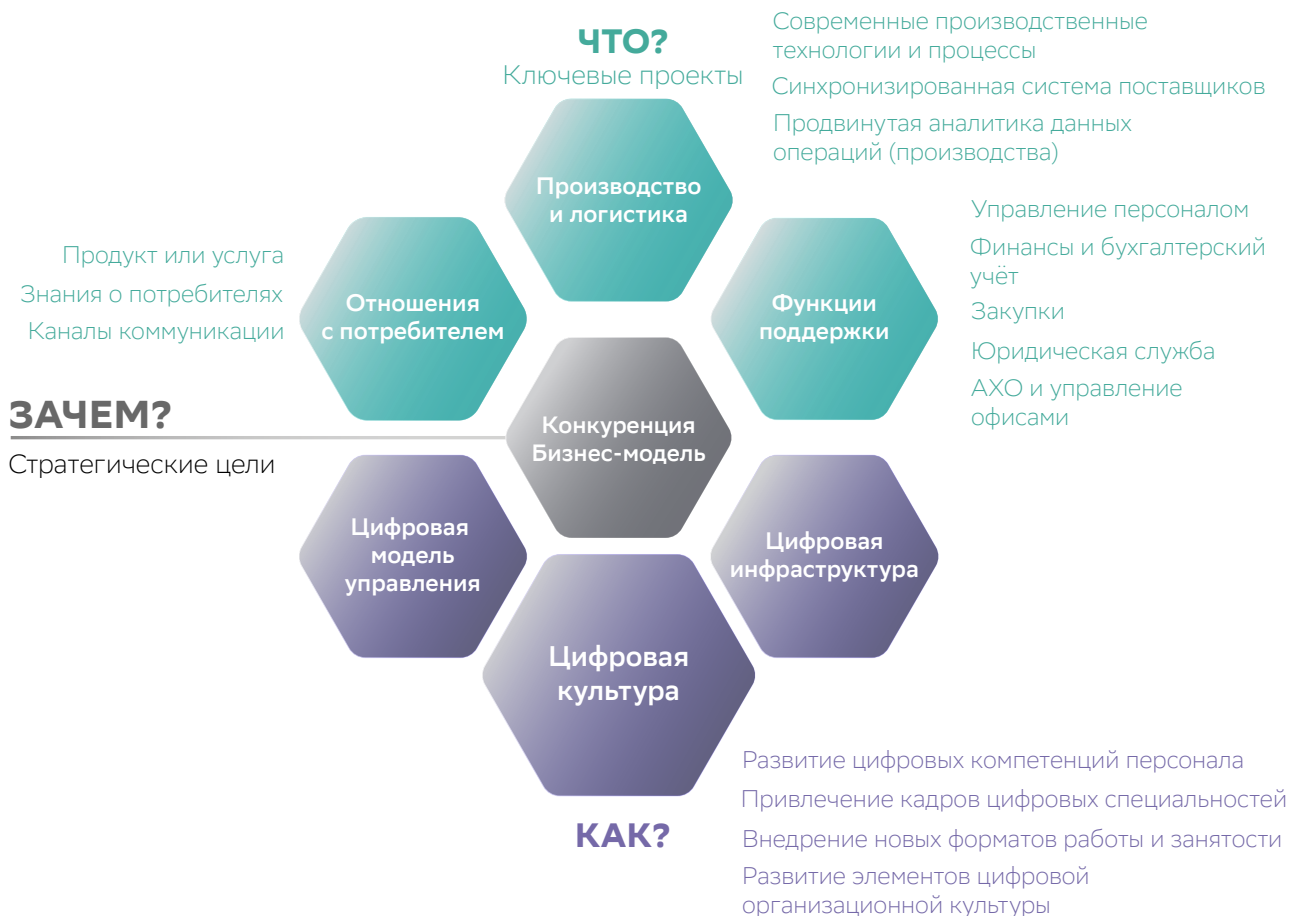 ЧТО?
Ключевые проекты
Современные производственные
технологии и процессы
Синхронизированная система поставщиков
Продвинутая аналитика данных
операций (производства)
Производство
и логистика
Продукт или услуга
Знания о потребителях
Каналы коммуникации
Отношения
с потребителем
Функции
поддержки
Управление персоналом
Финансы и бухгалтерский
учёт
Закупки
Юридическая служба
АХО и управление
офисами
ЗАЧЕМ?
Стратегические цели
Конкуренция
Бизнес-модель
Цифровая
модель
управления
Цифровая
инфраструктура
Цифровая
культура
КАК?
Развитие цифровых компетенций персонала
Привлечение кадров цифровых специальностей
Внедрение новых форматов работы и занятости
Развитие элементов цифровой
организационной культуры